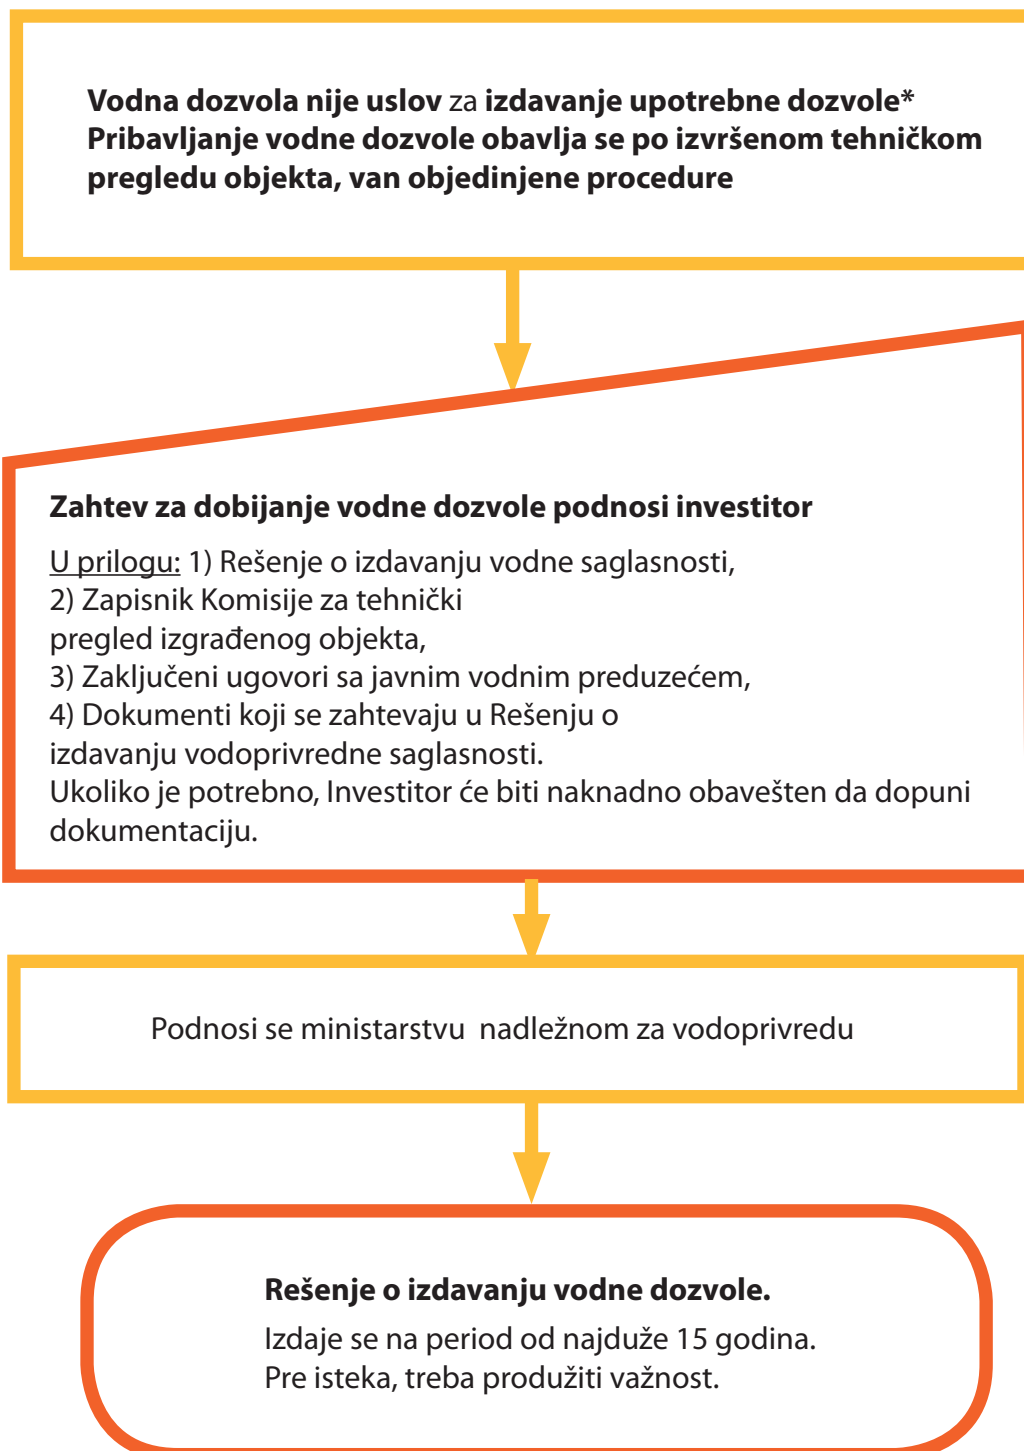 Vodna dozvola nije uslov za izdavanje upotrebne dozvole*
Pribavljanje vodne dozvole obavlja se po izvršenom tehničkom
pregledu objekta, van objedinjene procedure
Zahtev za dobijanje vodne dozvole podnosi investitor
U prilogu: 1) Rešenje o izdavanju vodne saglasnosti,
2) Zapisnik Komisije za tehnički
pregled izgrađenog objekta,
3) Zaključeni ugovori sa javnim vodnim preduzećem,
4) Dokumenti koji se zahtevaju u Rešenju o
izdavanju vodoprivredne saglasnosti.
Ukoliko je potrebno, Investitor će biti naknadno obavešten da dopuni
dokumentaciju.
Podnosi se ministarstvu nadležnom za vodoprivredu
Rešenje o izdavanju vodne dozvole.
Izdaje se na period od najduže 15 godina.
Pre isteka, treba produžiti važnost.